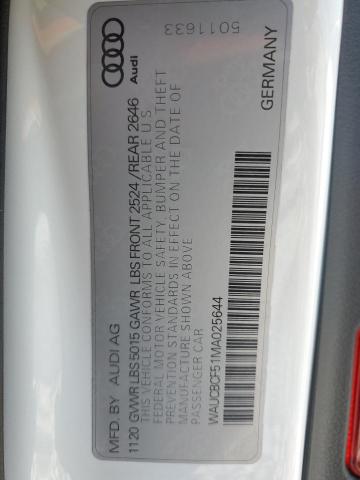 MFD. BY AUDI AG
1120 GVWR LBS 5015 GAWR LBS FRONT 2524/REAR 2646
THIS VEHICLE CONFORMS TO ALL APPLICABLE U.S
FEDERAL MOTOR VEHICLE SAFETY, BUMPER AND THEFT
PREVENTION STANDARDS IN EFFECT ON THE DATE OF
MANUFACTURE SHOWN ABOVE
PASSENGER CAR
WAUCBCF51MA025644
GERMANY
Audi
5011633